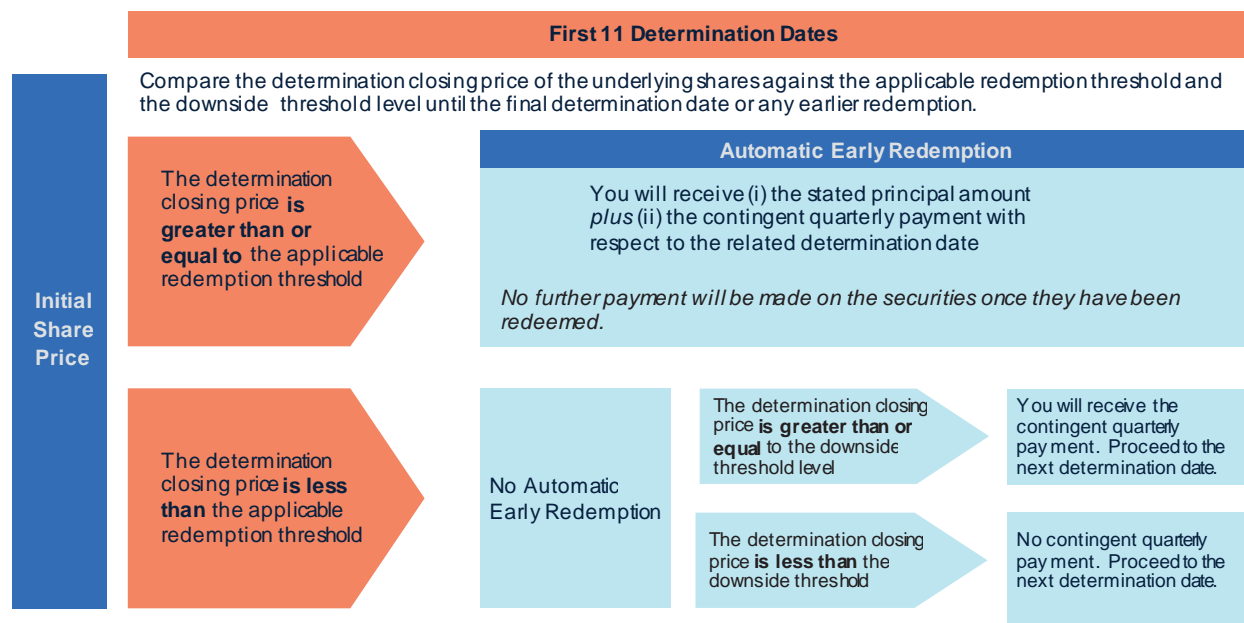 First 11 Determination Dates
Compare the determination closing price of the underlying shares against the applicable redemption threshold and
the downside threshold level until the final determination date or any earlier redemption.
Initial
Share
Price
The determination
closing price is
greater than or
equal to the applicable
redemption threshold
Automatic Early Redemption
You will receive (i) the stated principal amount
plus (ii) the contingent quarterly payment with
respect to the related determination date
No further payment will be made on the securities once they have been
redeemed.
The determination
closing price is less
than the applicable
redemption threshold
No Automatic
Early Redemption
The determination closing
price is greater than or
equal to the downside
threshold level
You will receive the
contingent quarterly
payment. Proceed to the
next determination date.
The determination closing
price is less than the
downside threshold
No contingent quarterly
payment. Proceed to the
next determination date.